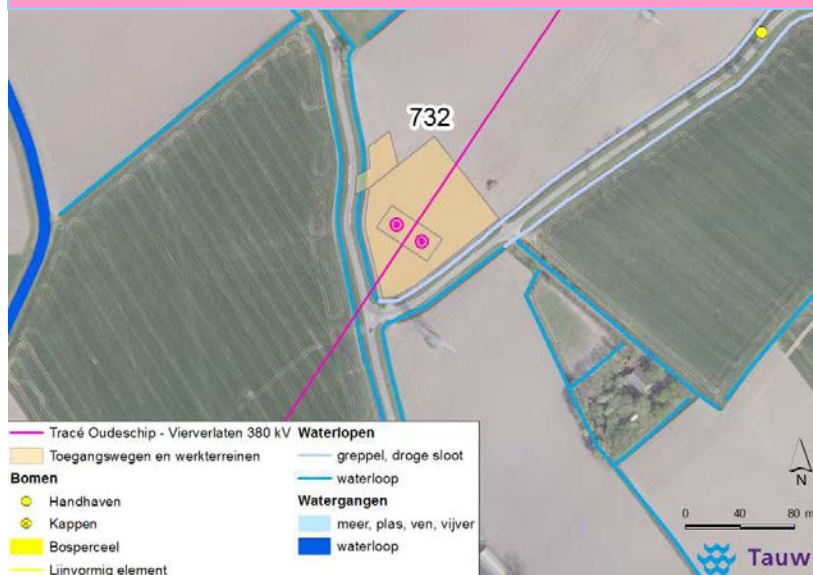 732
Tracé Oudeschip - Vierverlaten 380 kV
Toegangswegen en werkterreinen
Bomen
Handhaven
Kappen
Bosperceel
Lijnvormig element
Waterlopen
greppel, droge sloot
waterloop
Watergangen
meer, plas, ven, vijver
waterloop
N
0 40 80 m
Tauw